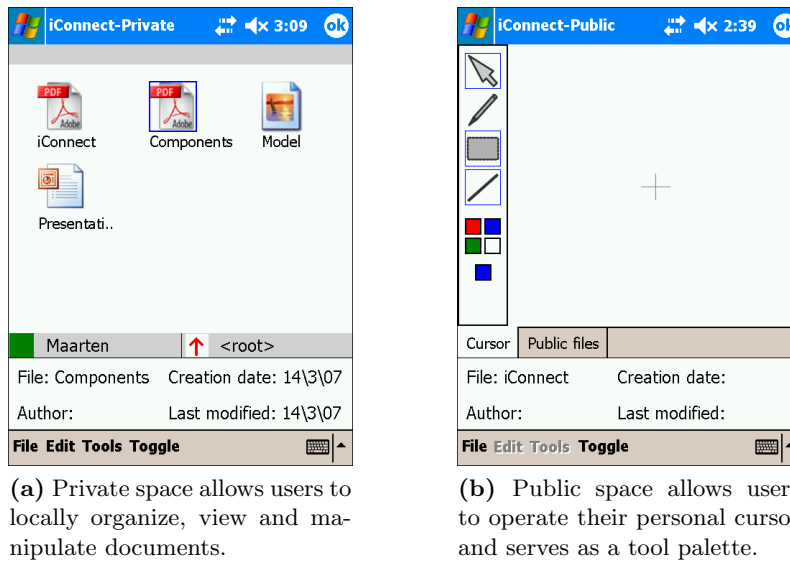 iConnect-Private 3:09 ok
PDF
Adobe
iConnect
PDF
Adobe
Components
Model
Presentati..
Maarten <root>
File: Components Creation date: 14\3\07
Author: Last modified: 14\3\07
File Edit Tools Toggle
(a) Private space allows users to
locally organize, view and ma-
nipulate documents.
iConnect-Public 2:39 ok
Cursor Public files
File: iConnect Creation date:
Author: Last modified:
File Edit Tools Toggle
(b) Public space allows user
to operate their personal curso
and serves as a tool palette.